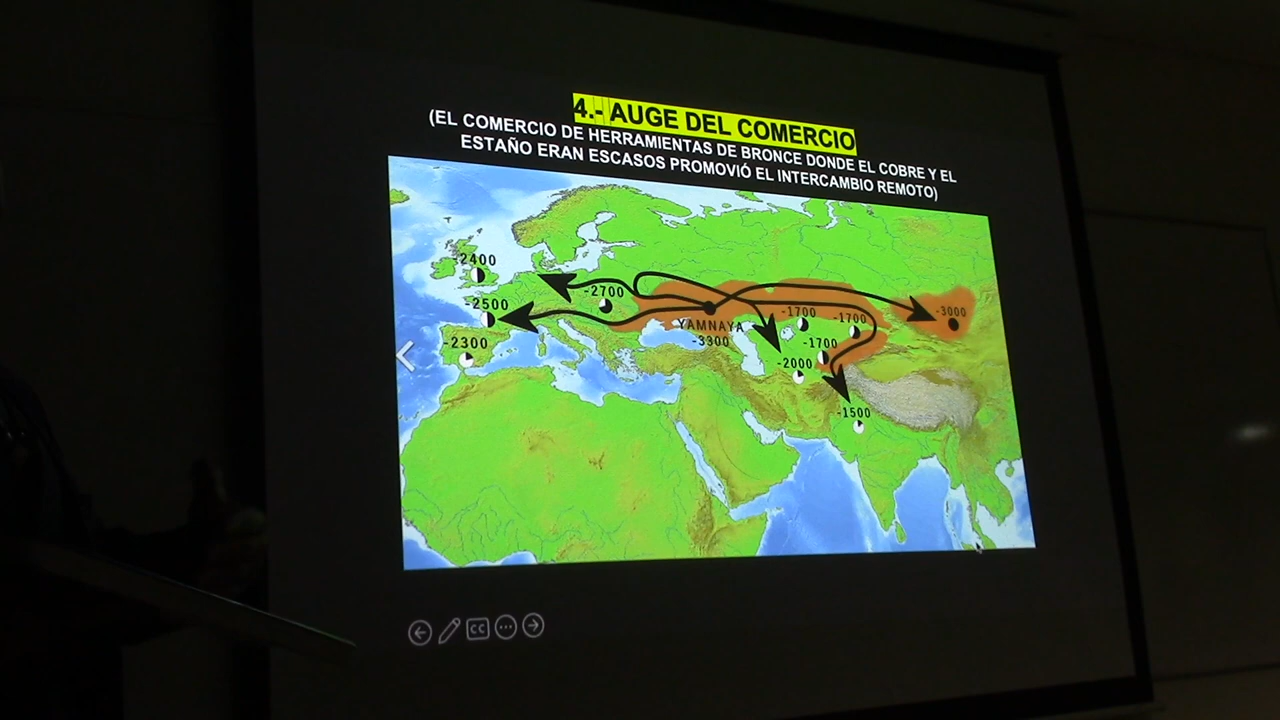 4.- AUGE DEL COMERCIO
(EL COMERCIO DE HERRAMIENTAS DE BRONCE DONDE EL COBRE Y EL
ESTAÑO ERAN ESCASOS PROMOVIÓ EL INTERCAMBIO REMOTO)
-2400
-2500
-2300
-2700
YAMNAYA
-3300
-1700
-1700
-1700
-2000
-1500
-3000
CC